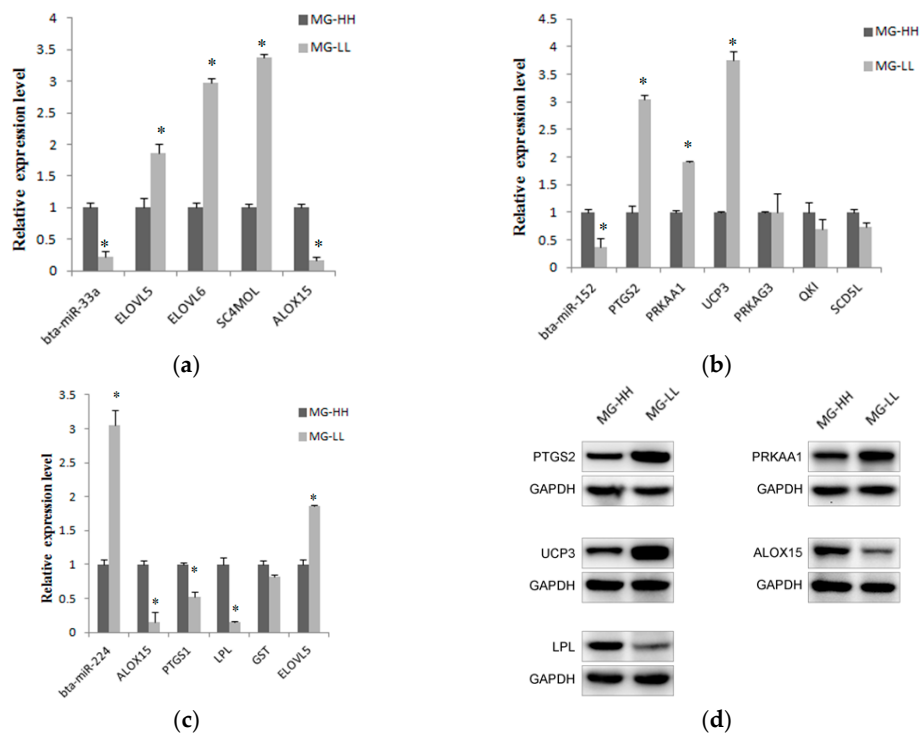 Relative expression level
4
3.5
3
2.5
2
1.5
1
0.5
0
MG-HH
MG-LL
*
*
*
*
*
bta-miR-33a
ELOVL5
ELOVL6
SC4MOL
ALOX15
(a)
Relative expression level
4.5
4
3.5
3
2.5
2
1.5
1
0.5
0
MG-HH
MG-LL
*
*
*
*
bta-miR-152
PTGS2
PRKAA1
UCP3
PRKAG3
QKI
SCD5L
(b)
Relative expression level
3.5
3
2.5
2
1.5
1
0.5
0
MG-HH
MG-LL
*
*
*
*
*
bta-miR-224
ALOX15
PTGS1
LPL
GST
ELOVL5
(c)
MG-HH MG-LL
PTGS2
GAPDH
UCP3
GAPDH
LPL
GAPDH
MG-HH MG-LL
PRKAA1
GAPDH
ALOX15
GAPDH
(d)